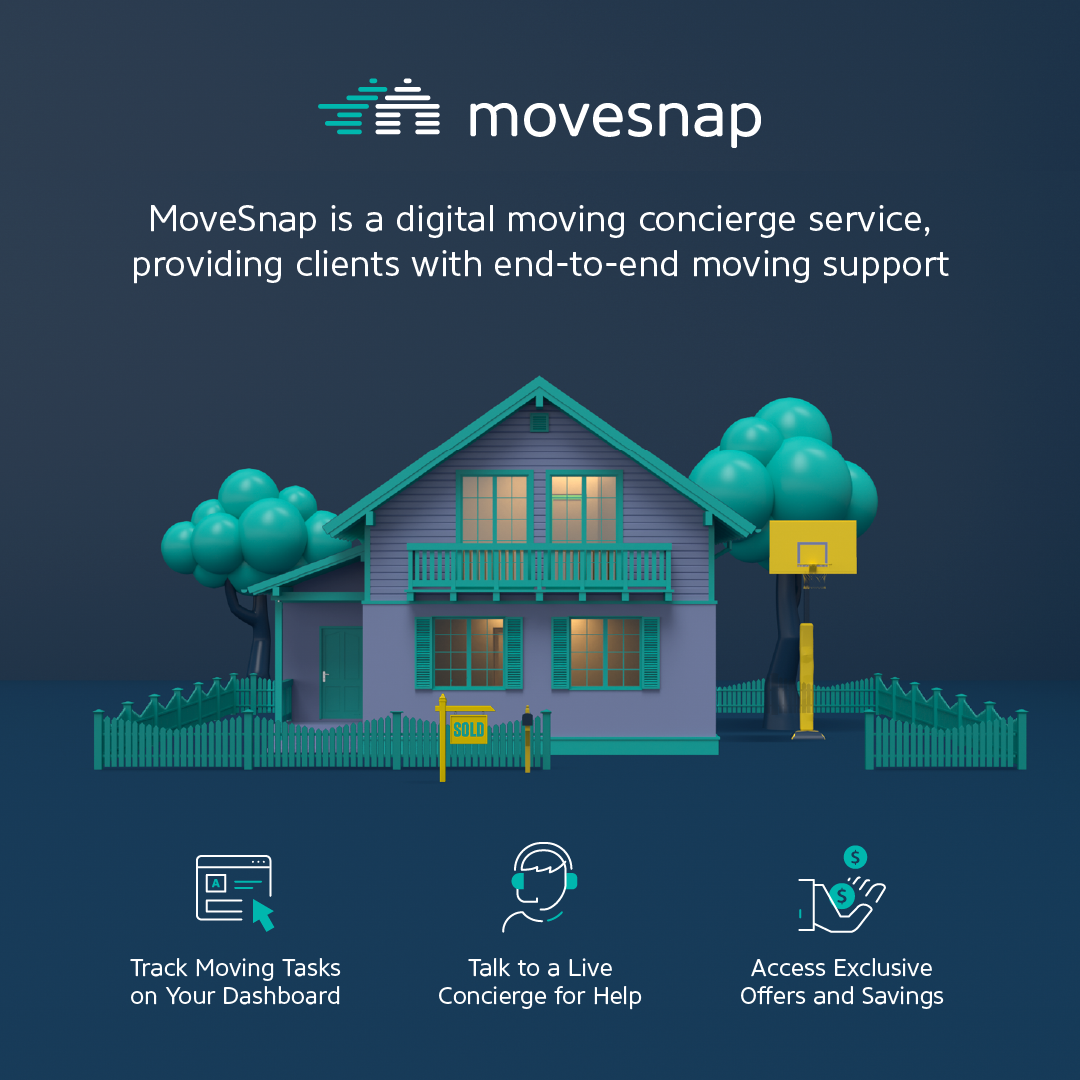 movesnap
MoveSnap is a digital moving concierge service,
providing clients with end-to-end moving support
SOLD
A
$
$
Track Moving Tasks
on Your Dashboard
Talk to a Live
Concierge for Help
Access Exclusive
Offers and Savings